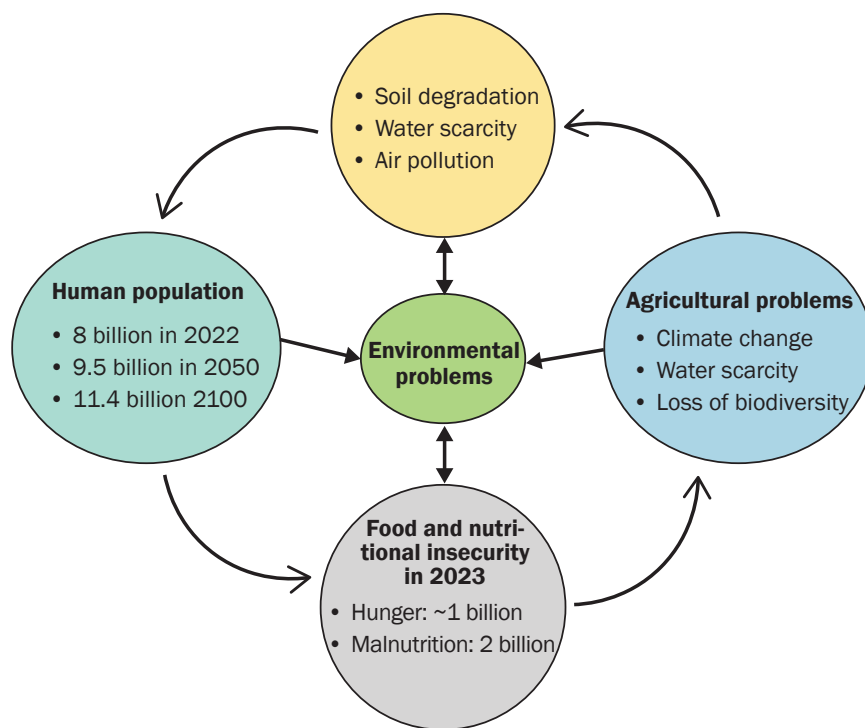 • Soil degradation
• Water scarcity
• Air pollution
Human population
• 8 billion in 2022
• 9.5 billion in 2050
• 11.4 billion 2100
Environmental
problems
Agricultural problems
• Climate change
• Water scarcity
• Loss of biodiversity
Food and nutri-
tional insecurity
in 2023
• Hunger: ~1 billion
• Malnutrition: 2 billion